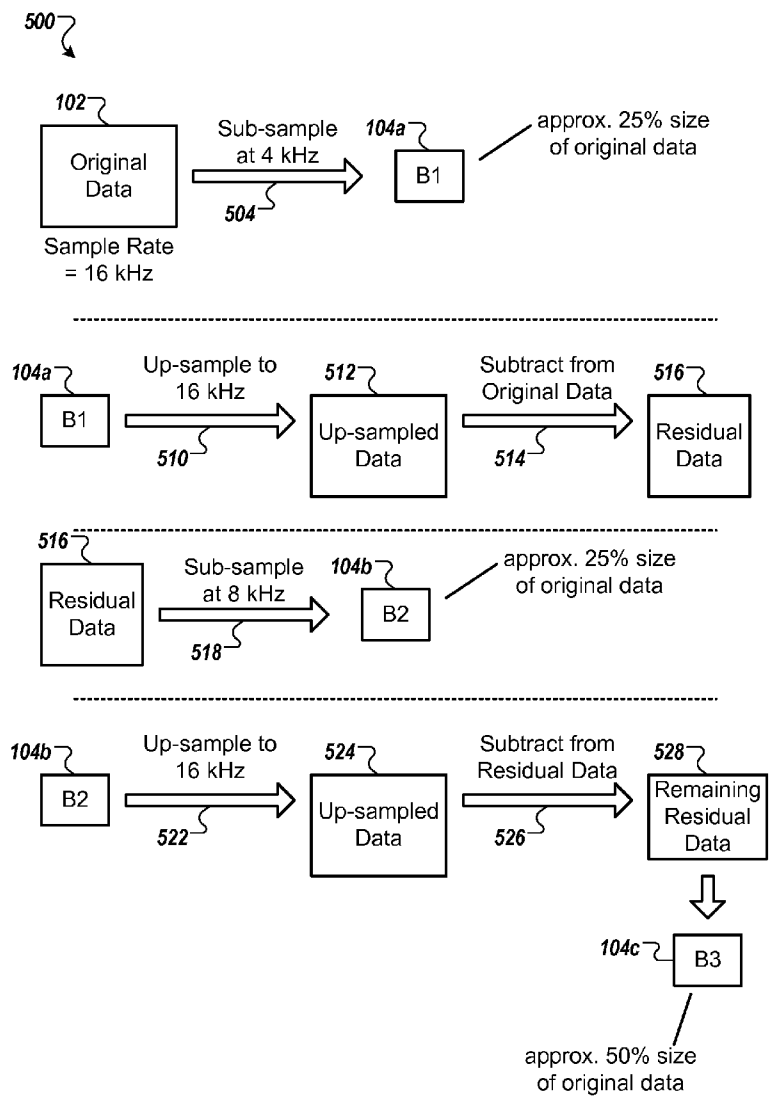 500
102
Original
Data
Sample Rate
= 16 kHz
Sub-sample
at 4 kHz
504
104a
B1
approx. 25% size
of original data
104a
B1
Up-sample to
16 kHz
510
512
Up-sampled
Data
Subtract from
Original Data
514
516
Residual
Data
516
Residual
Data
Sub-sample
at 8 kHz
518
104b
B2
approx. 25% size
of original data
104b
B2
Up-sample to
16 kHz
522
524
Up-sampled
Data
Subtract from
Residual Data
526
528
Remaining
Residual
Data
104c
B3
approx. 50% size
of original data